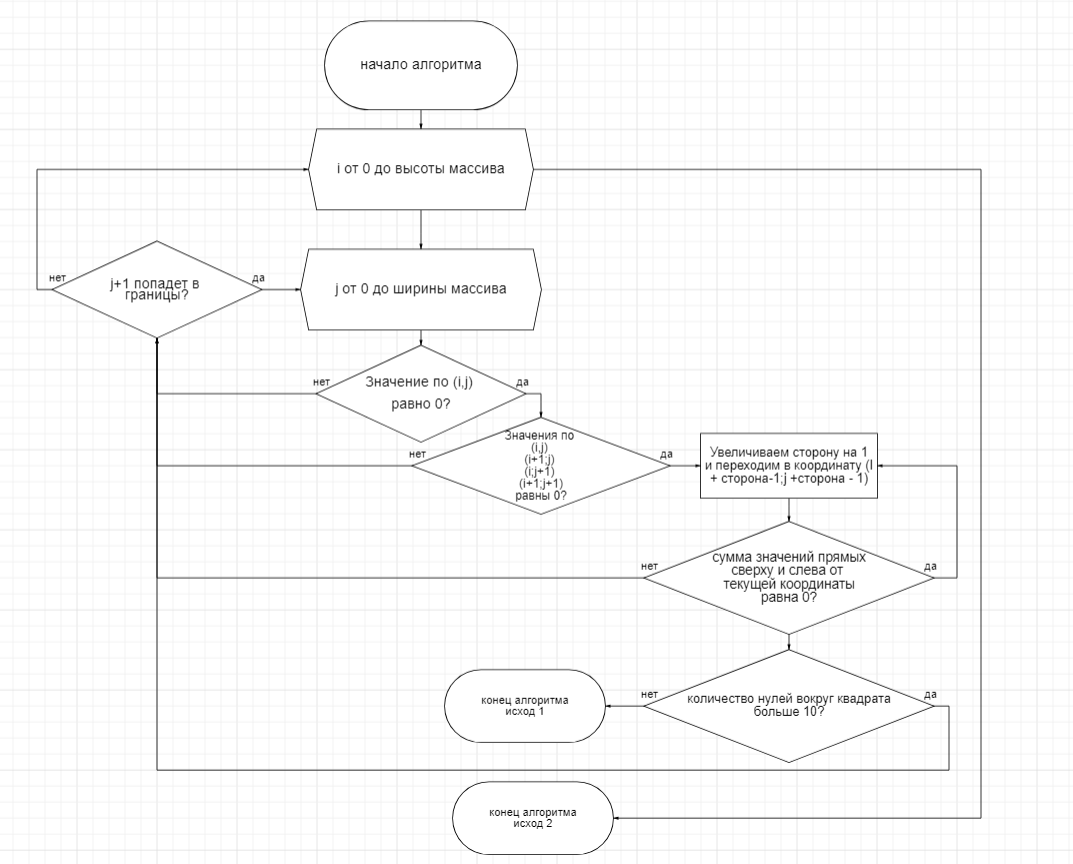 начало алгоритма
i от 0 до высоты массива
нет
j+1 попадет в
границы?
да
j от 0 до ширины массива
нет
Значение по (i,j)
равно 0?
да
нет
Значения по
(i,j)
(i+1;j)
(i;j+1)
(i+1;j+1)
равны 0?
да
Увеличиваем сторону на 1
и переходим в координату (I
+ сторона-1;j +сторона - 1)
нет
сумма значений прямых
сверху и слева от
текущей координаты
равна 0?
да
конец алгоритма
исход 1
нет
количество нулей вокруг квадрата
больше 10?
да
конец алгоритма
исход 2